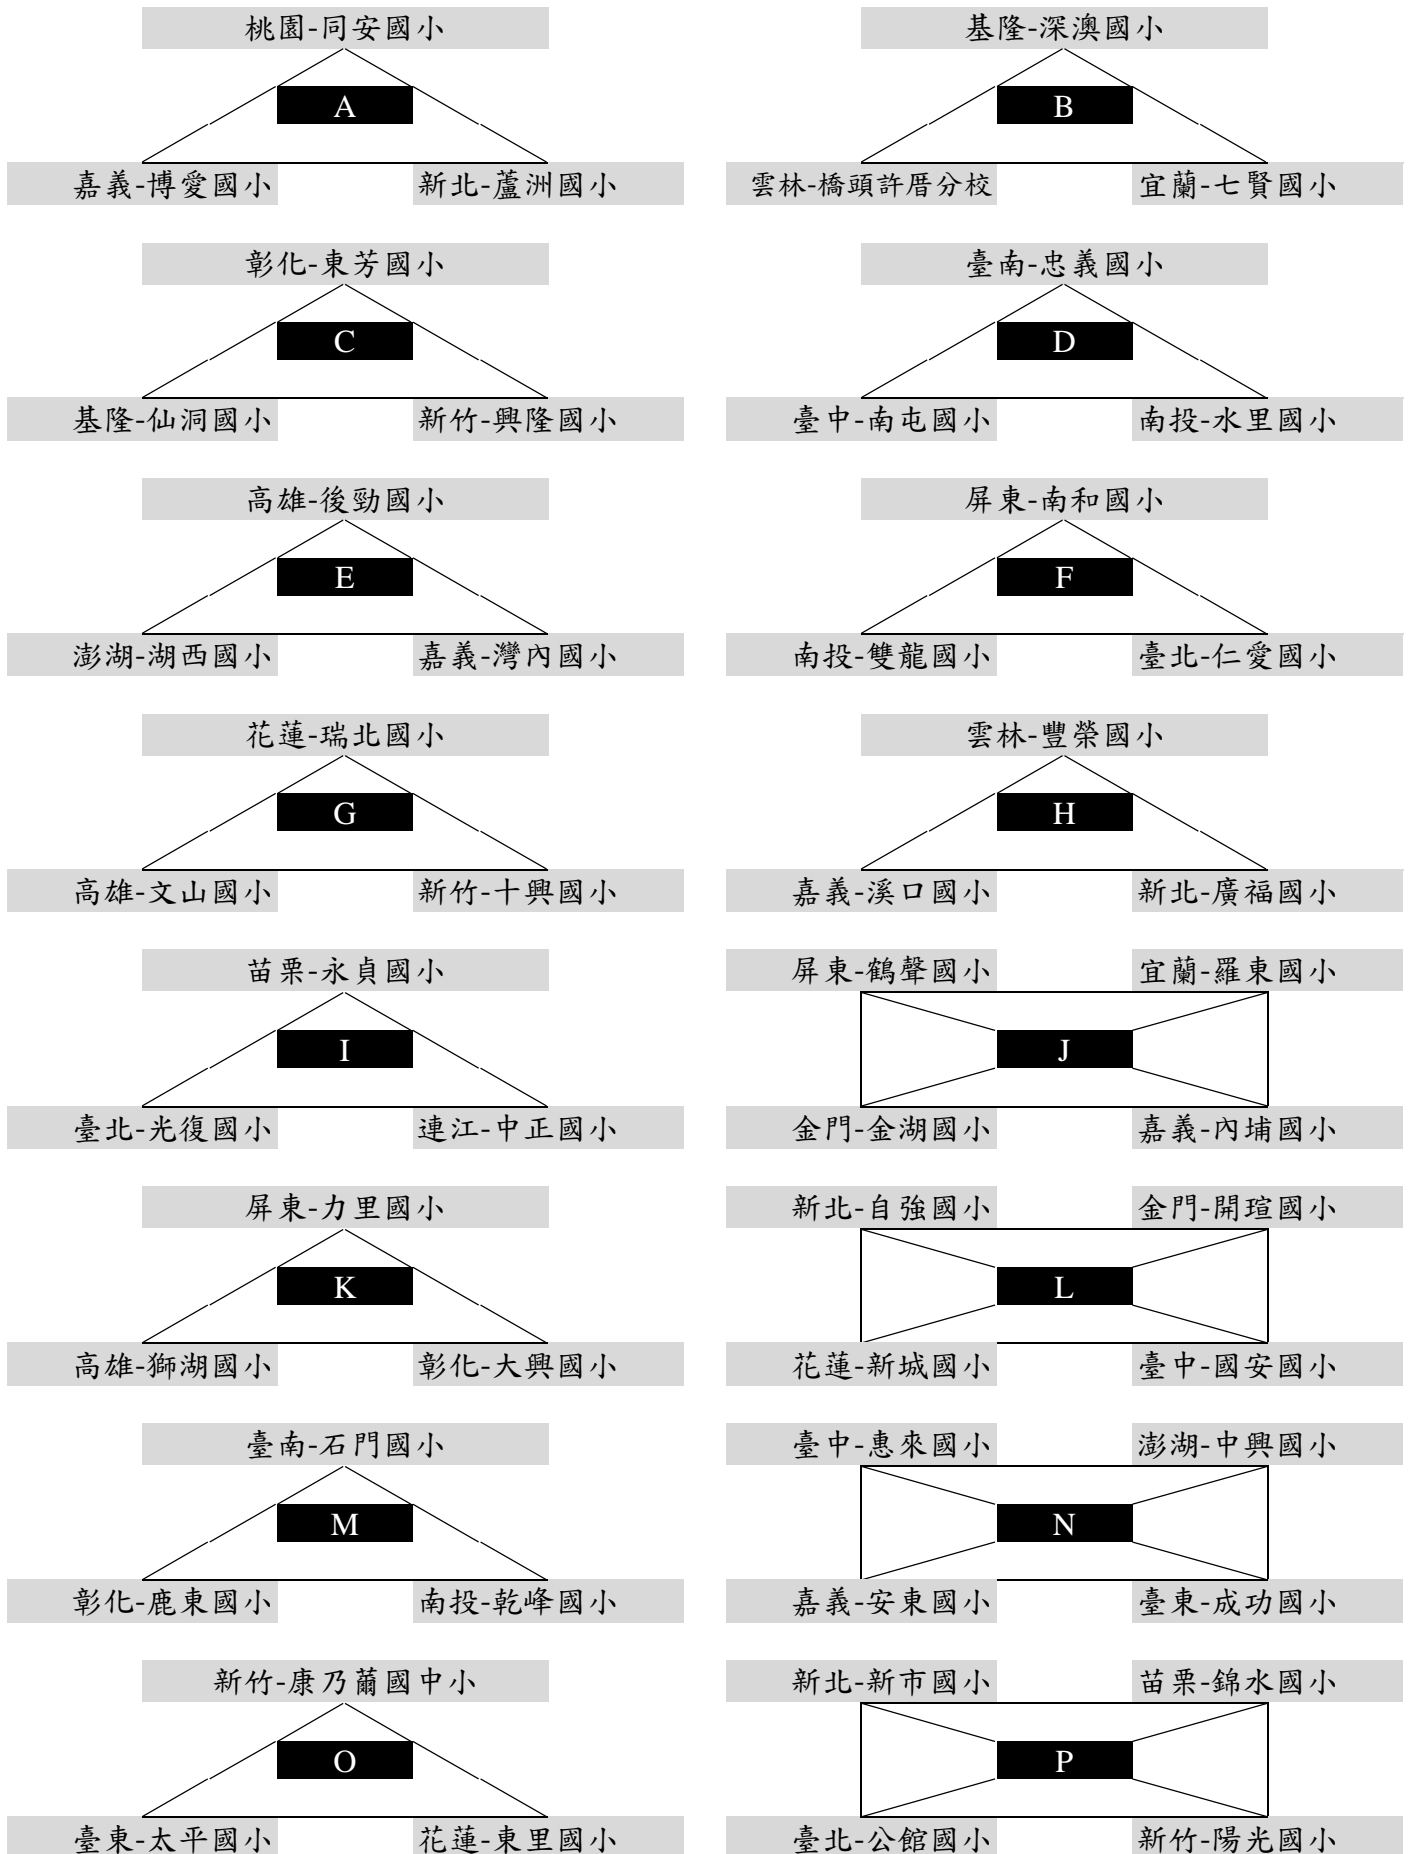 桃園-同安國小
A
嘉義-博愛國小
新北-蘆洲國小
基隆-深澳國小
B
雲林-橋頭許厝分校
宜蘭-七賢國小
彰化-東芳國小
C
基隆-仙洞國小
新竹-興隆國小
臺南-忠義國小
D
臺中-南屯國小
南投-水里國小
高雄-後勁國小
E
澎湖-湖西國小
嘉義-灣內國小
屏東-南和國小
F
南投-雙龍國小
臺北-仁愛國小
花蓮-瑞北國小
G
高雄-文山國小
新竹-十興國小
雲林-豐榮國小
H
嘉義-溪口國小
新北-廣福國小
苗栗-永貞國小
I
臺北-光復國小
連江-中正國小
屏東-鶴聲國小
宜蘭-羅東國小
J
金門-金湖國小
嘉義-內埔國小
屏東-力里國小
K
高雄-獅湖國小
彰化-大興國小
新北-自強國小
金門-開瑄國小
L
花蓮-新城國小
臺中-國安國小
臺南-石門國小
M
彰化-鹿東國小
南投-乾峰國小
臺中-惠來國小
澎湖-中興國小
N
嘉義-安東國小
臺東-成功國小
新竹-康乃薾國中小
O
臺東-太平國小
花蓮-東里國小
新北-新市國小
苗栗-錦水國小
P
臺北-公館國小
新竹-陽光國小